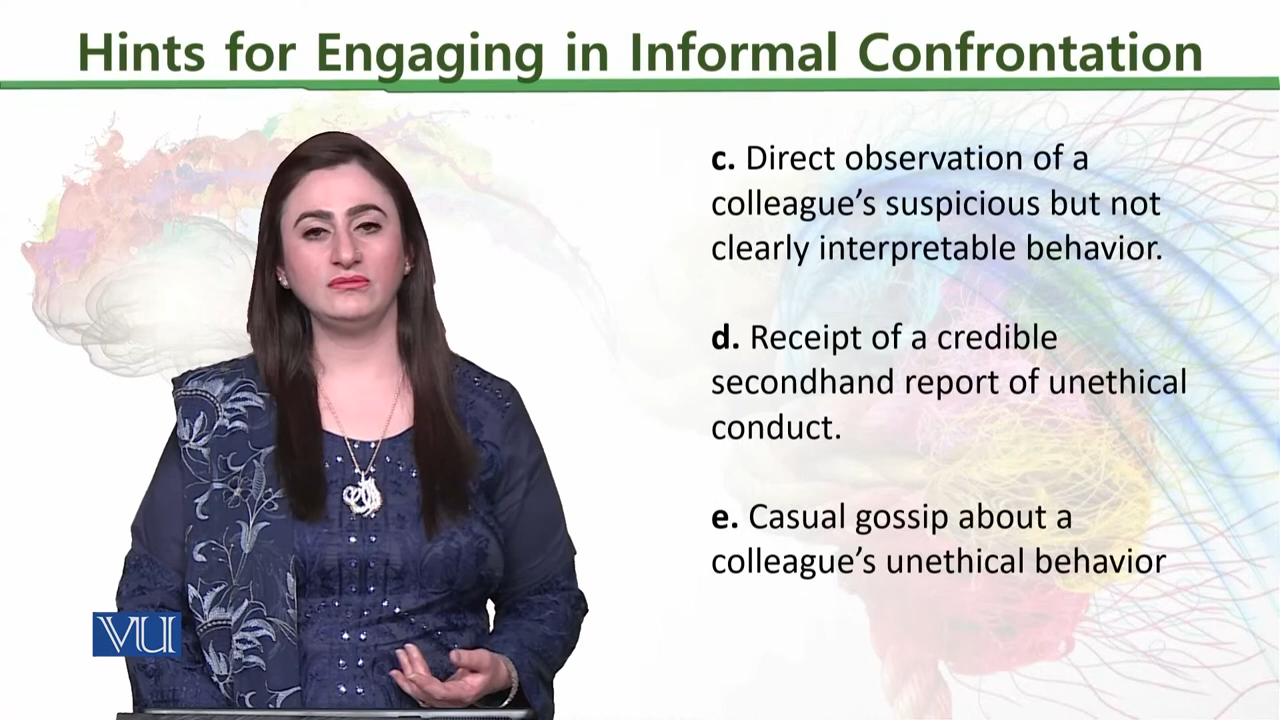 Hints for Engaging in Informal Confrontation
c. Direct observation of a
colleague’s suspicious but not
clearly interpretable behavior.
d. Receipt of a credible
secondhand report of unethical
conduct.
e. Casual gossip about a
colleague’s unethical behavior
VU